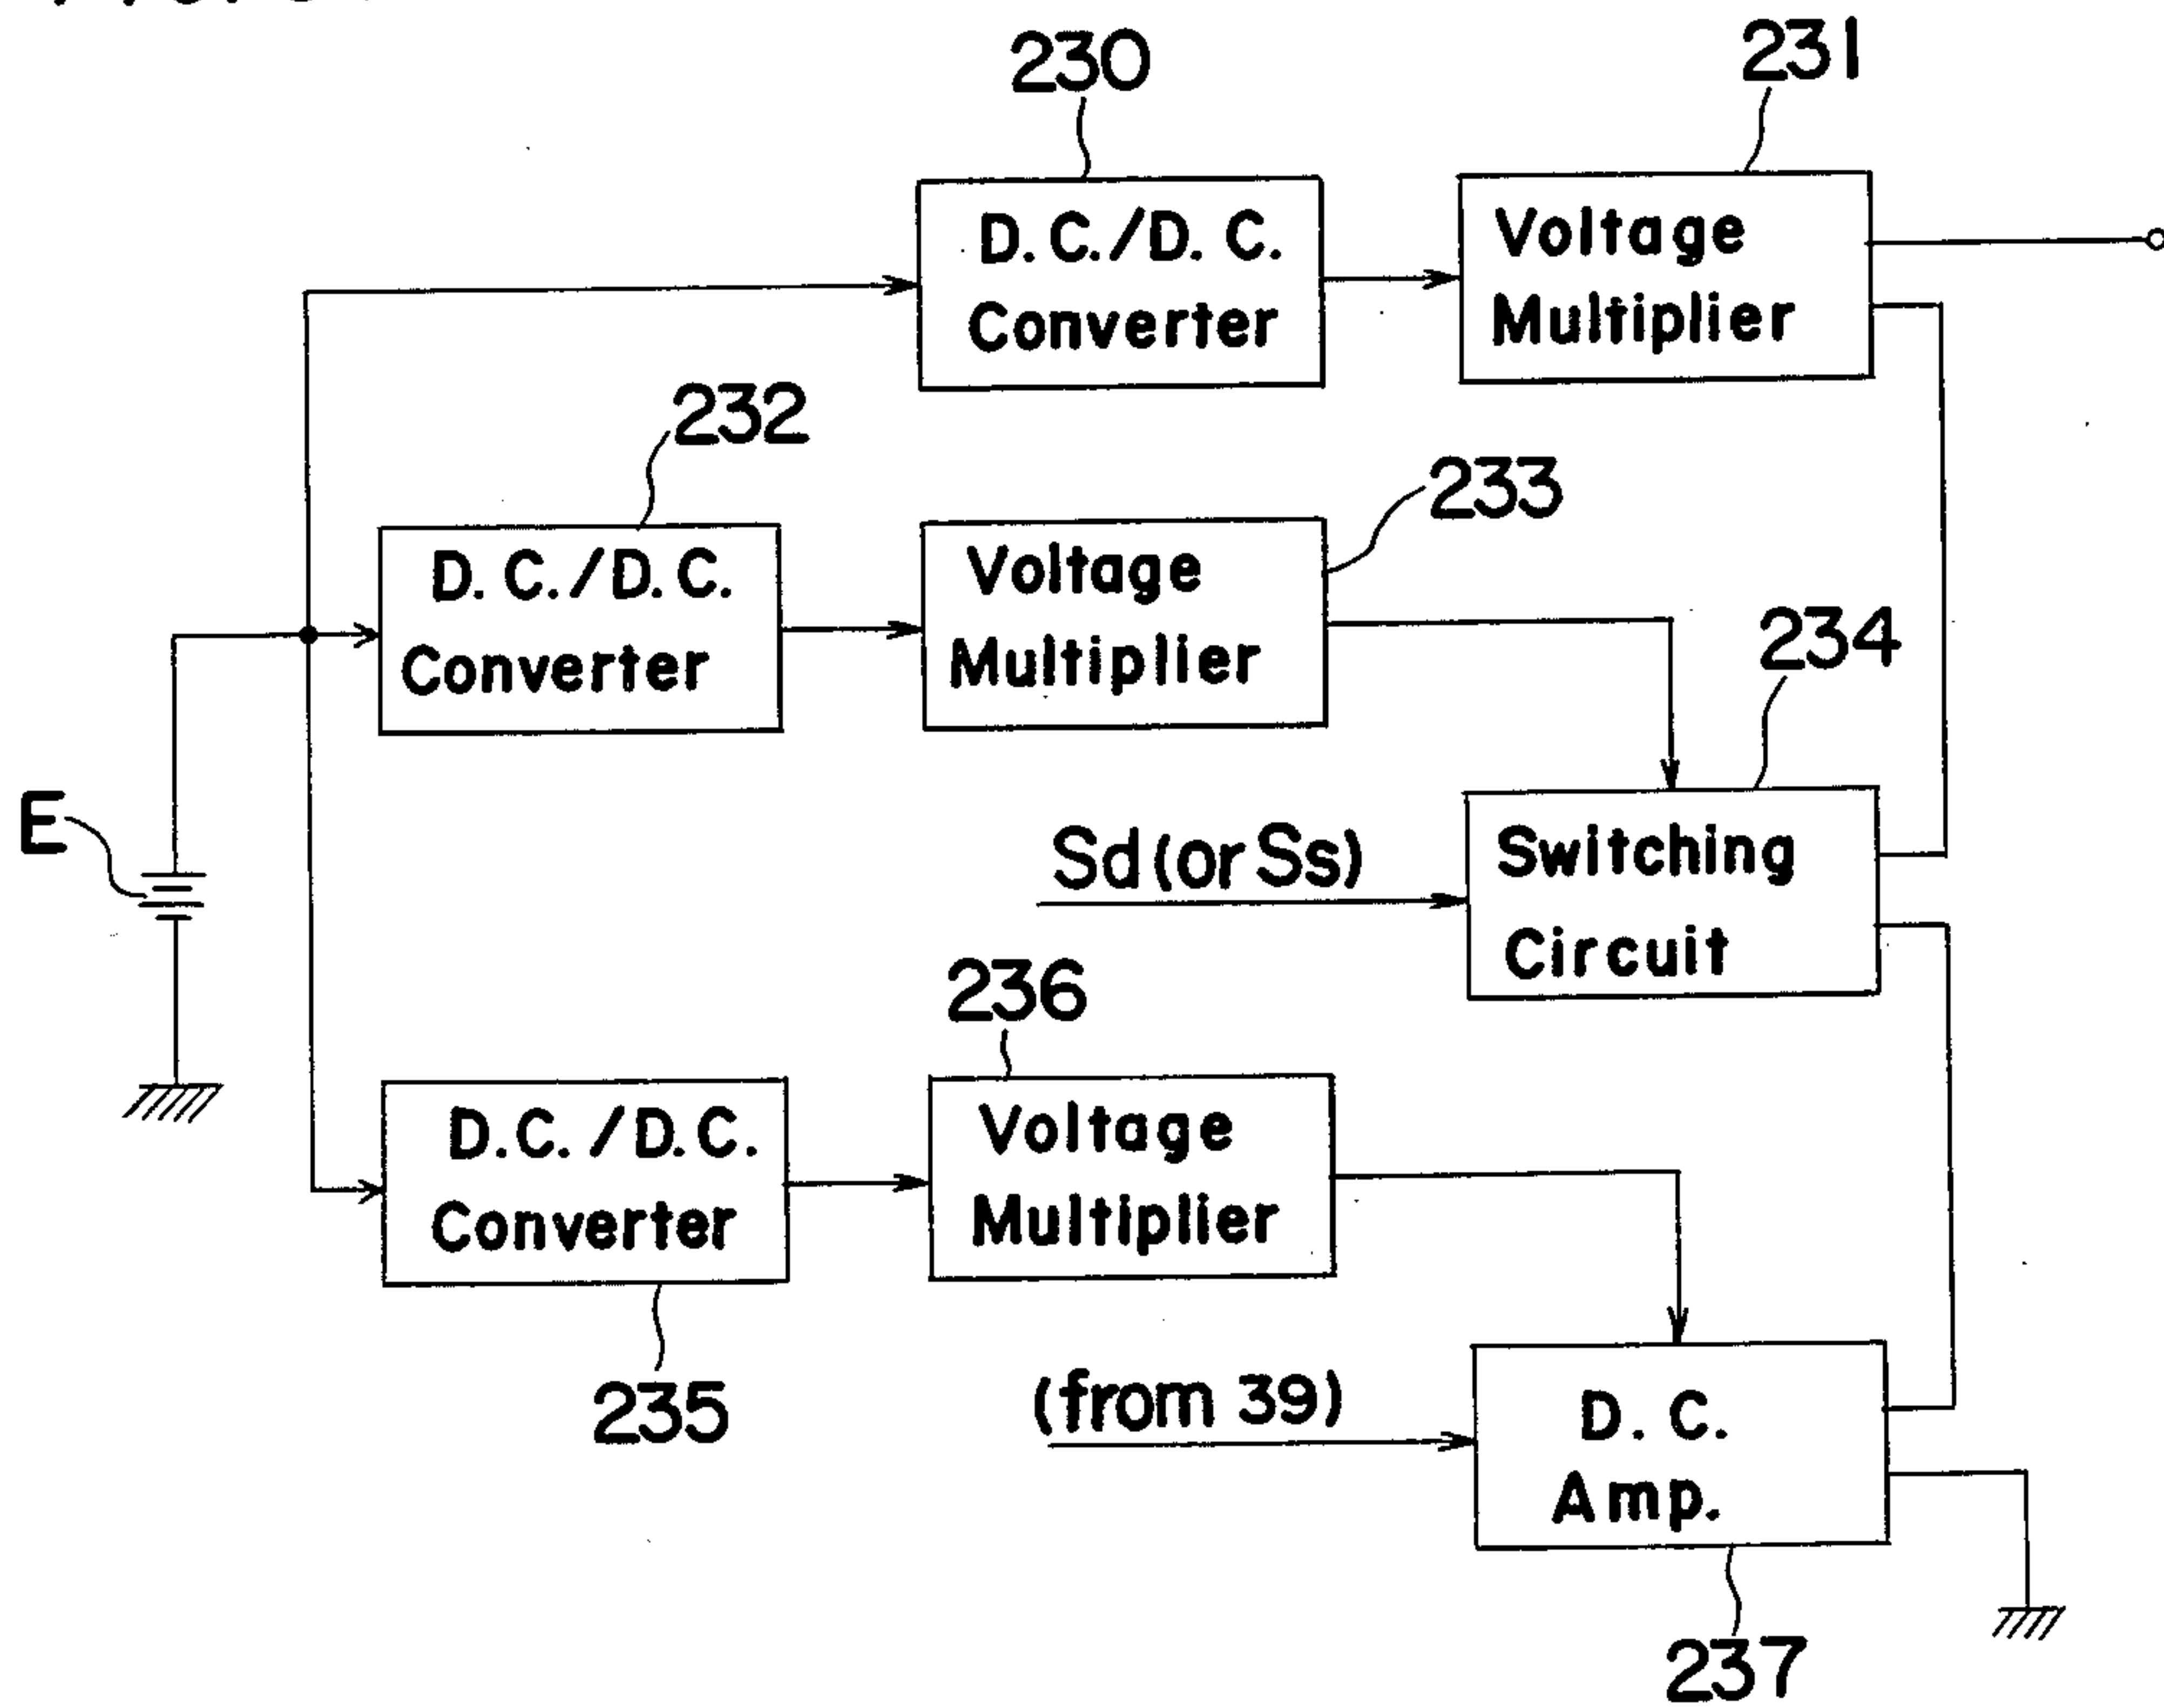 230
231
D.C./D.C.
Converter
Voltage
Multiplier
232
233
D.C./D.C.
Converter
Voltage
Multiplier
234
E
Sd (or Ss)
Switching
Circuit
236
D.C./D.C.
Converter
Voltage
Multiplier
235
(from 39)
D.C.
Amp.
237